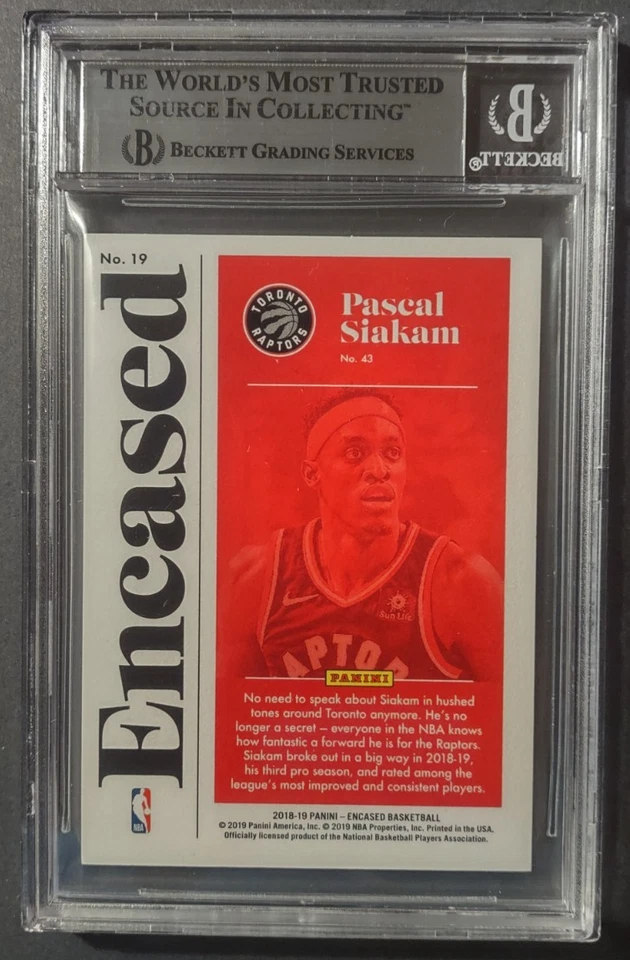 THE WORLD'S MOST TRUSTED
SOURCE IN COLLECTING™
B BECKETT GRADING SERVICES
B
BECKETT®
No. 19
Encased
TORONTO
RAPTORS
Pascal
Siakam
No. 43
Sun Life
RAPTOR
PANINI
No need to speak about Siakam in hushed
tones around Toronto anymore. He's no
longer a secret – everyone in the NBA knows
how fantastic a forward he is for the Raptors.
Siakam broke out in a big way in 2018-19,
his third pro season, and rated among the
league's most improved and consistent players.
NBA
2018-19 PANINI – ENCASED BASKETBALL
© 2019 Panini America, Inc. © 2019 NBA Properties, Inc. Printed in the USA.
Officially licensed product of the National Basketball Players Association.